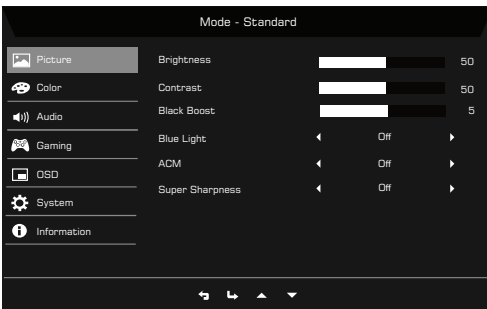 Mode - Standard
Picture
Color
Audio
Gaming
OSD
System
Information
Brightness 50
Contrast 50
Black Boost 5
Blue Light Off
ACM Off
Super Sharpness Off